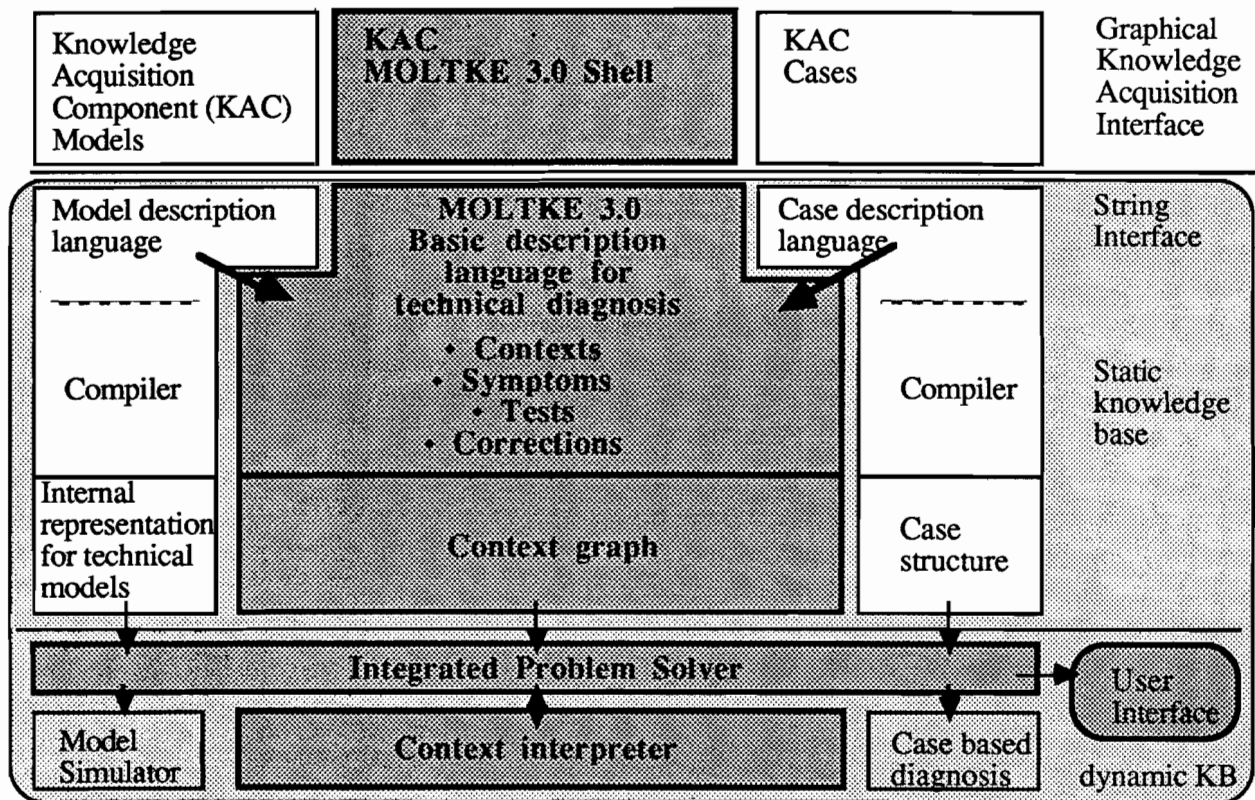 Knowledge
Acquisition
Component (KAC)
Models
KAC
MOLTKE 3.0 Shell
KAC
Cases
Graphical
Knowledge
Acquisition
Interface
Model description
language
MOLTKE 3.0
Basic description
language for
technical diagnosis
• Contexts
• Symptoms
• Tests
• Corrections
Case description
language
String
Interface
Compiler
Compiler
Static
knowledge
base
Internal
representation
for technical
models
Context graph
Case
structure
Integrated Problem Solver
User
Interface
Model
Simulator
Context interpreter
Case based
diagnosis
dynamic KB